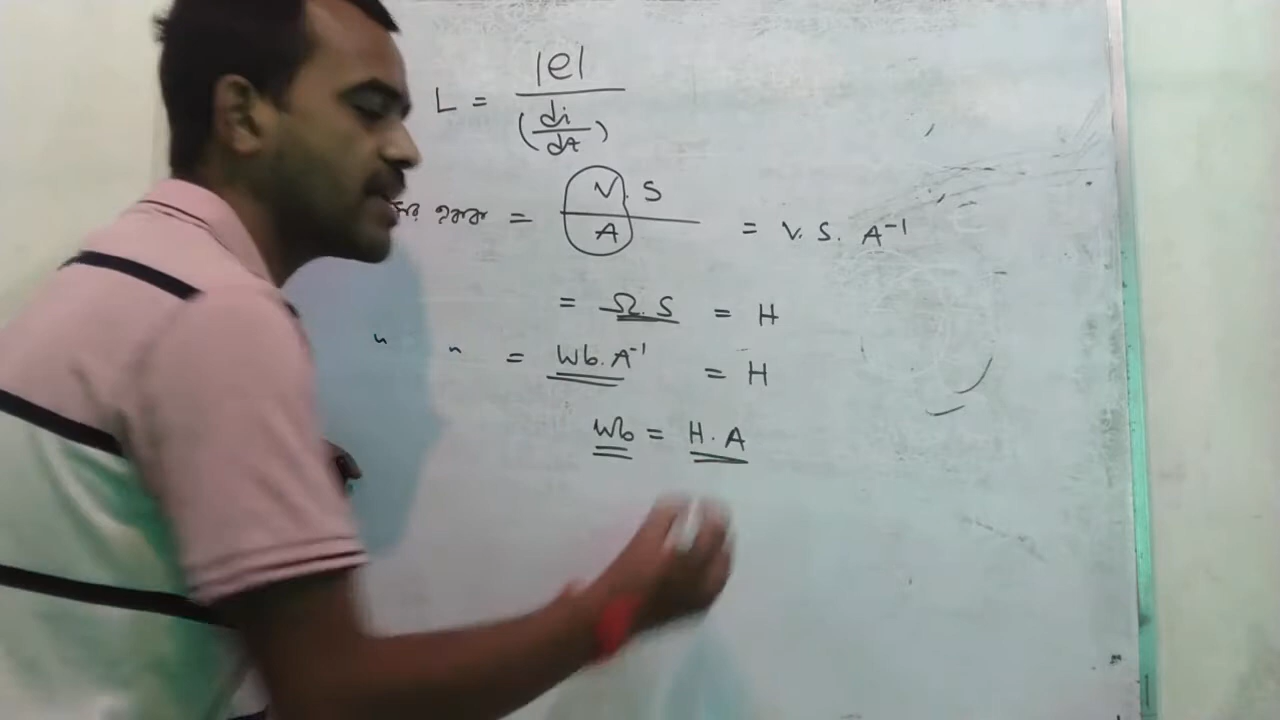 L = |e| / (di/dt)
= V.S / A = V. S. A⁻¹
= Ω.S = H
" " = Wb.A⁻¹ = H
Wb = H.A